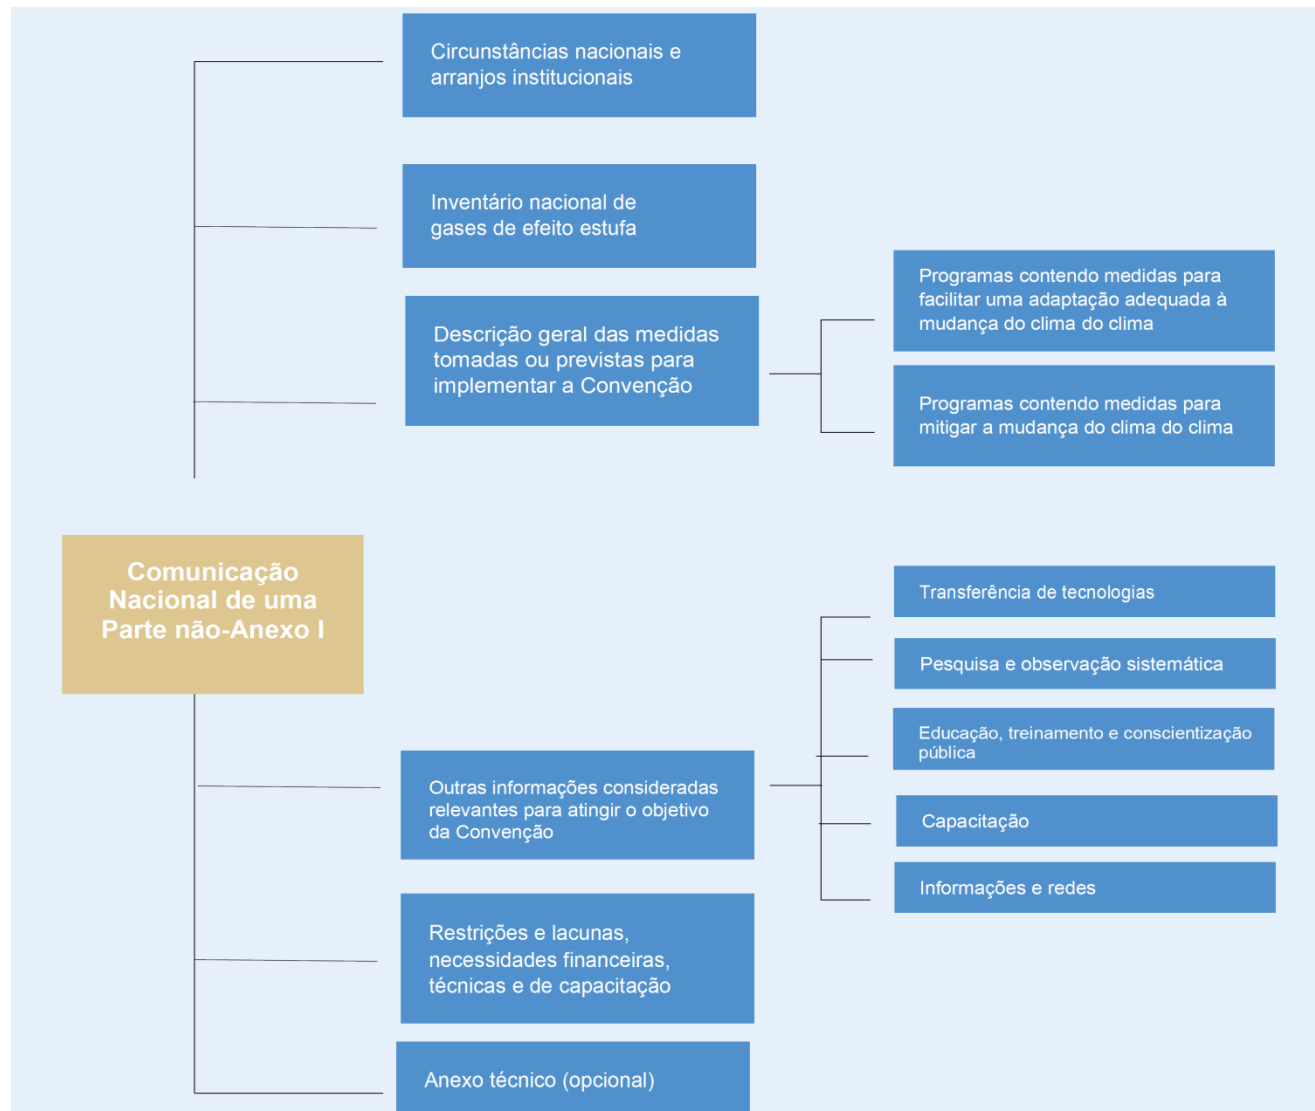 Circunstâncias nacionais e
arranjos institucionais
Inventário nacional de
gases de efeito estufa
Descrição geral das medidas
tomadas ou previstas para
implementar a Convenção
Programas contendo medidas para
facilitar uma adaptação adequada à
mudança do clima do clima
Programas contendo medidas para
mitigar a mudança do clima do clima
Comunicação
Nacional de uma
Parte não-Anexo I
Outras informações consideradas
relevantes para atingir o objetivo
da Convenção
Transferência de tecnologias
Pesquisa e observação sistemática
Educação, treinamento e conscientização
pública
Capacitação
Informações e redes
Restrições e lacunas,
necessidades financeiras,
técnicas e de capacitação
Anexo técnico (opcional)